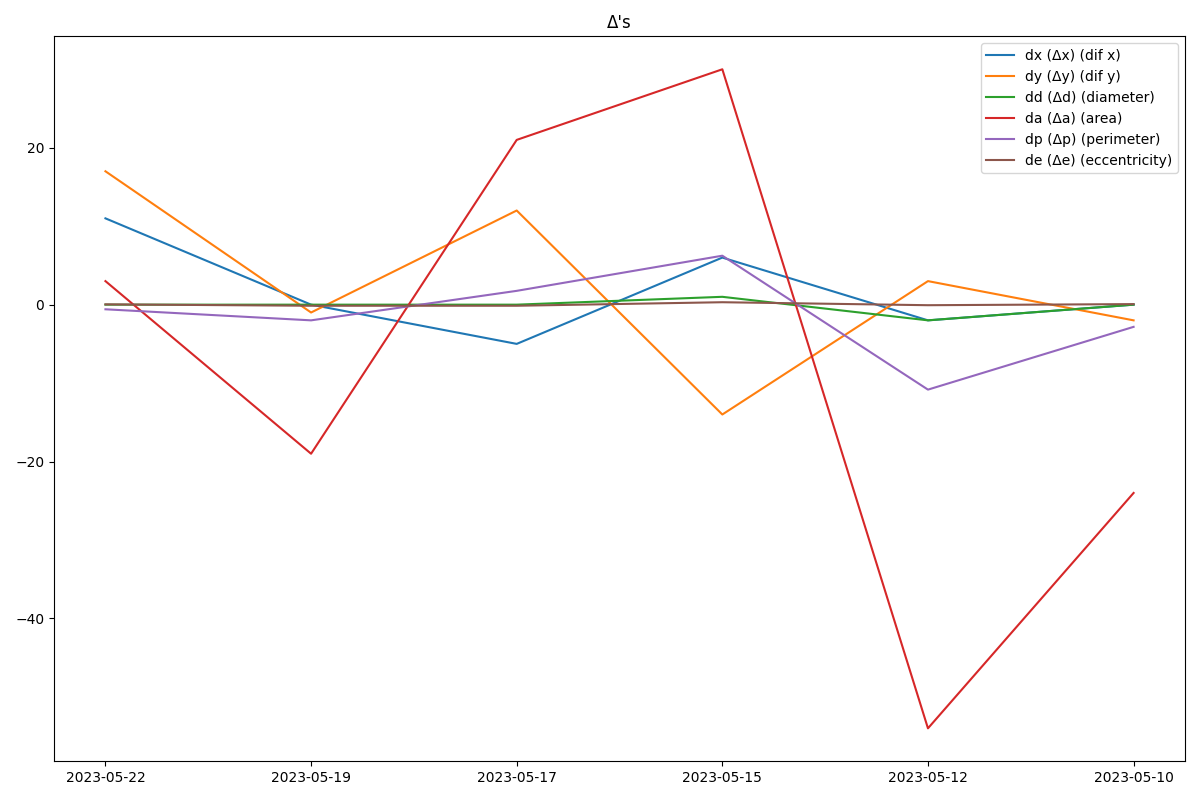 Δ's
dx (Δx) (dif x)
dy (Δy) (dif y)
dd (Δd) (diameter)
da (Δa) (area)
dp (Δp) (perimeter)
de (Δe) (eccentricity)
20
0
−20
−40
2023-05-22 2023-05-19 2023-05-17 2023-05-15 2023-05-12 2023-05-10